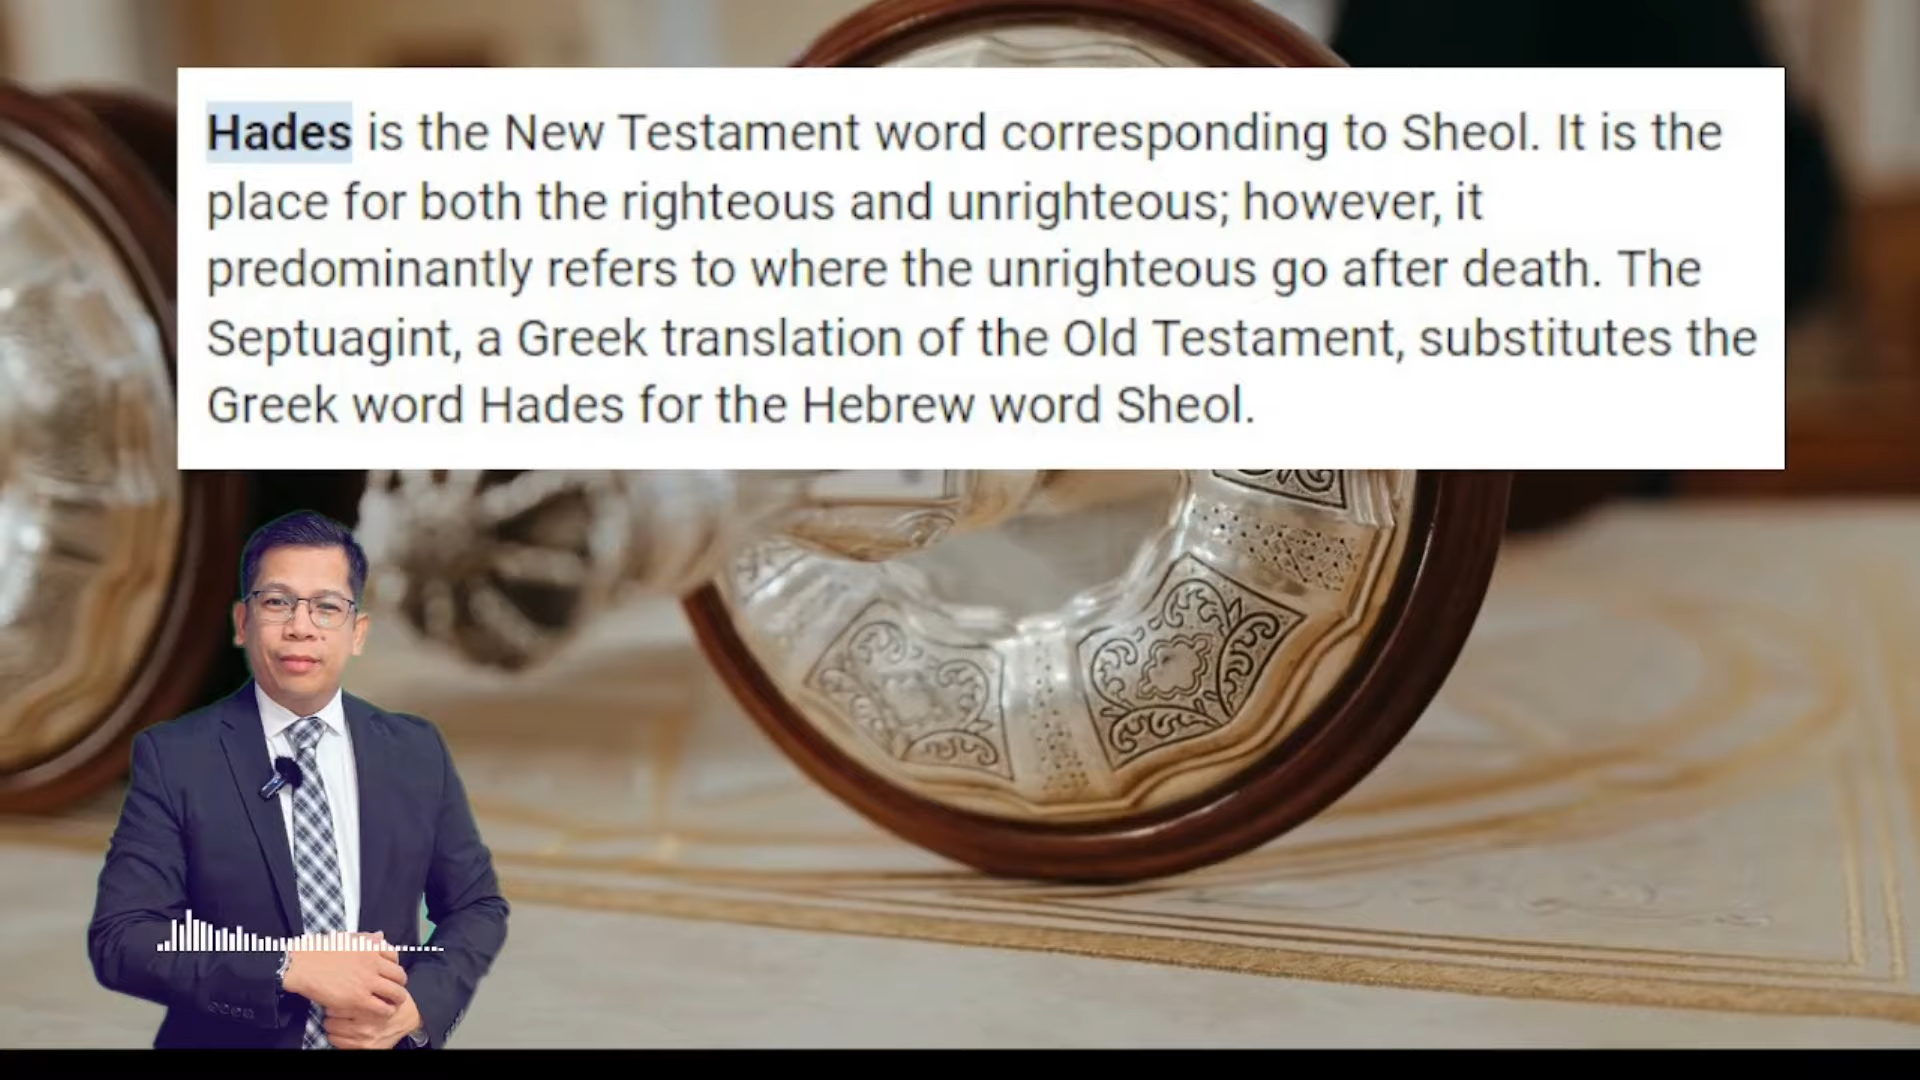 Hades is the New Testament word corresponding to Sheol. It is the
place for both the righteous and unrighteous; however, it
predominantly refers to where the unrighteous go after death. The
Septuagint, a Greek translation of the Old Testament, substitutes the
Greek word Hades for the Hebrew word Sheol.